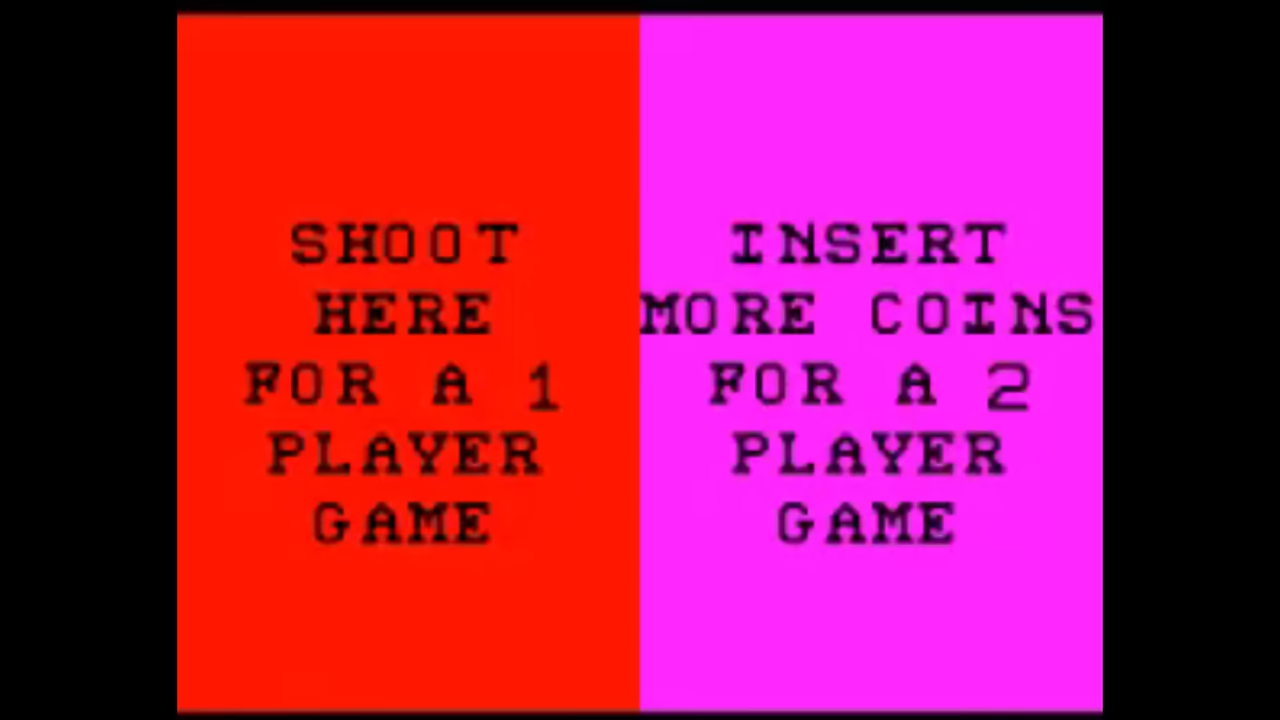 SHOOT
HERE
FOR A 1
PLAYER
GAME
INSERT
MORE COINS
FOR A 2
PLAYER
GAME